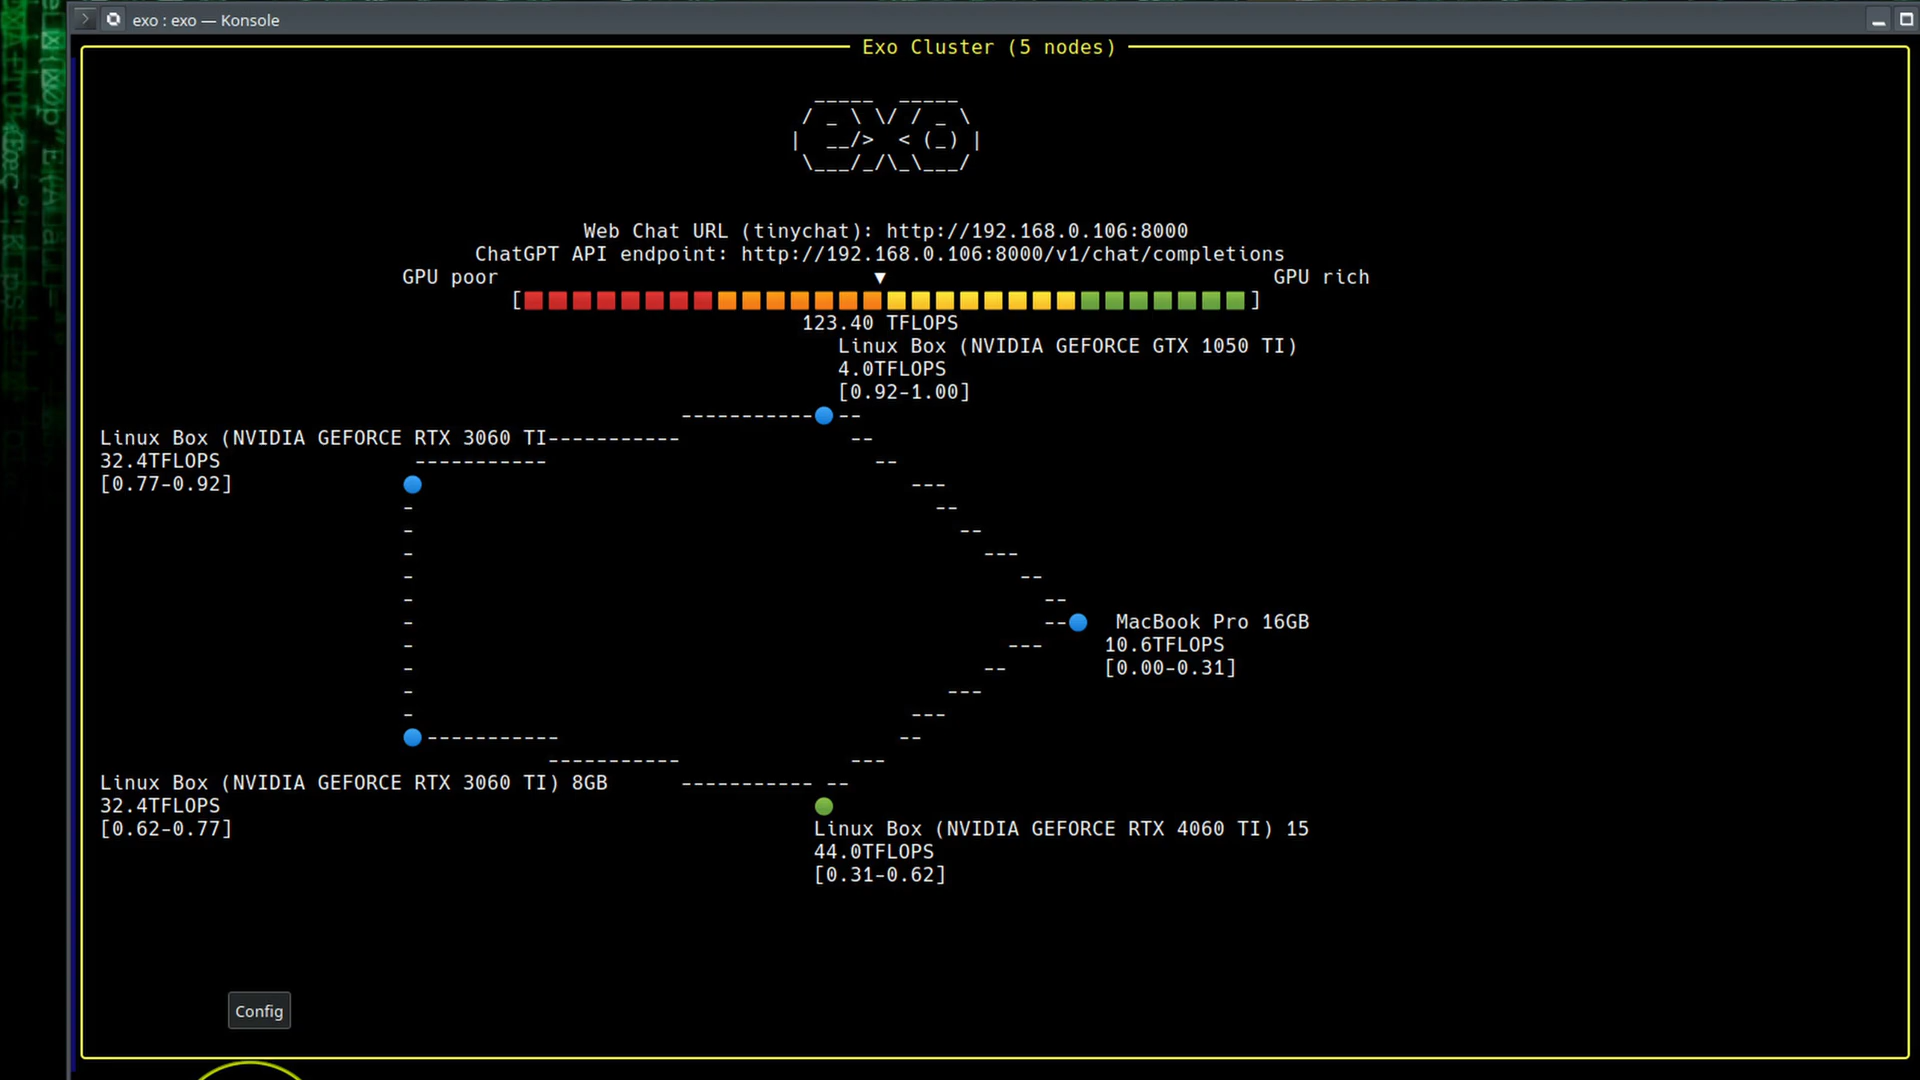 exo : exo — Konsole
Exo Cluster (5 nodes)
exo
Web Chat URL (tinychat): http://192.168.0.106:8000
ChatGPT API endpoint: http://192.168.0.106:8000/v1/chat/completions
GPU poor ▼ GPU rich
[ ]
123.40 TFLOPS
Linux Box (NVIDIA GEFORCE GTX 1050 TI)
4.0TFLOPS
[0.92-1.00]
Linux Box (NVIDIA GEFORCE RTX 3060 TI
32.4TFLOPS
[0.77-0.92]
MacBook Pro 16GB
10.6TFLOPS
[0.00-0.31]
Linux Box (NVIDIA GEFORCE RTX 3060 TI) 8GB
32.4TFLOPS
[0.62-0.77]
Linux Box (NVIDIA GEFORCE RTX 4060 TI) 15
44.0TFLOPS
[0.31-0.62]
Config